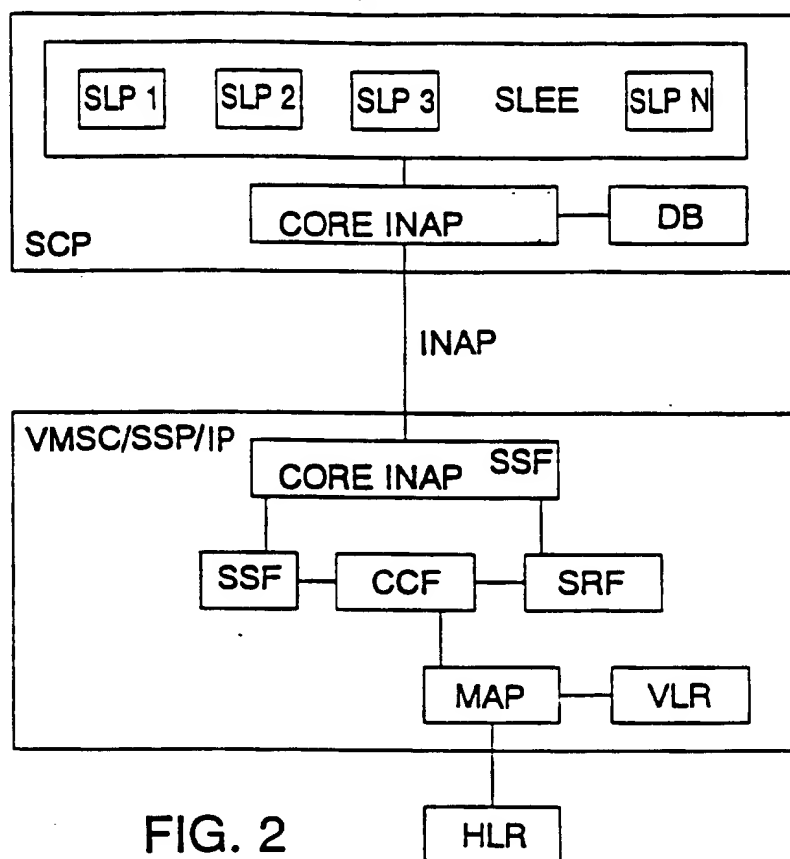 SLP 1 SLP 2 SLP 3 SLEE SLP N
CORE INAP DB
SCP
INAP
VMSC/SSP/IP
CORE INAP SSF
SSF CCF SRF
MAP VLR
FIG. 2 HLR